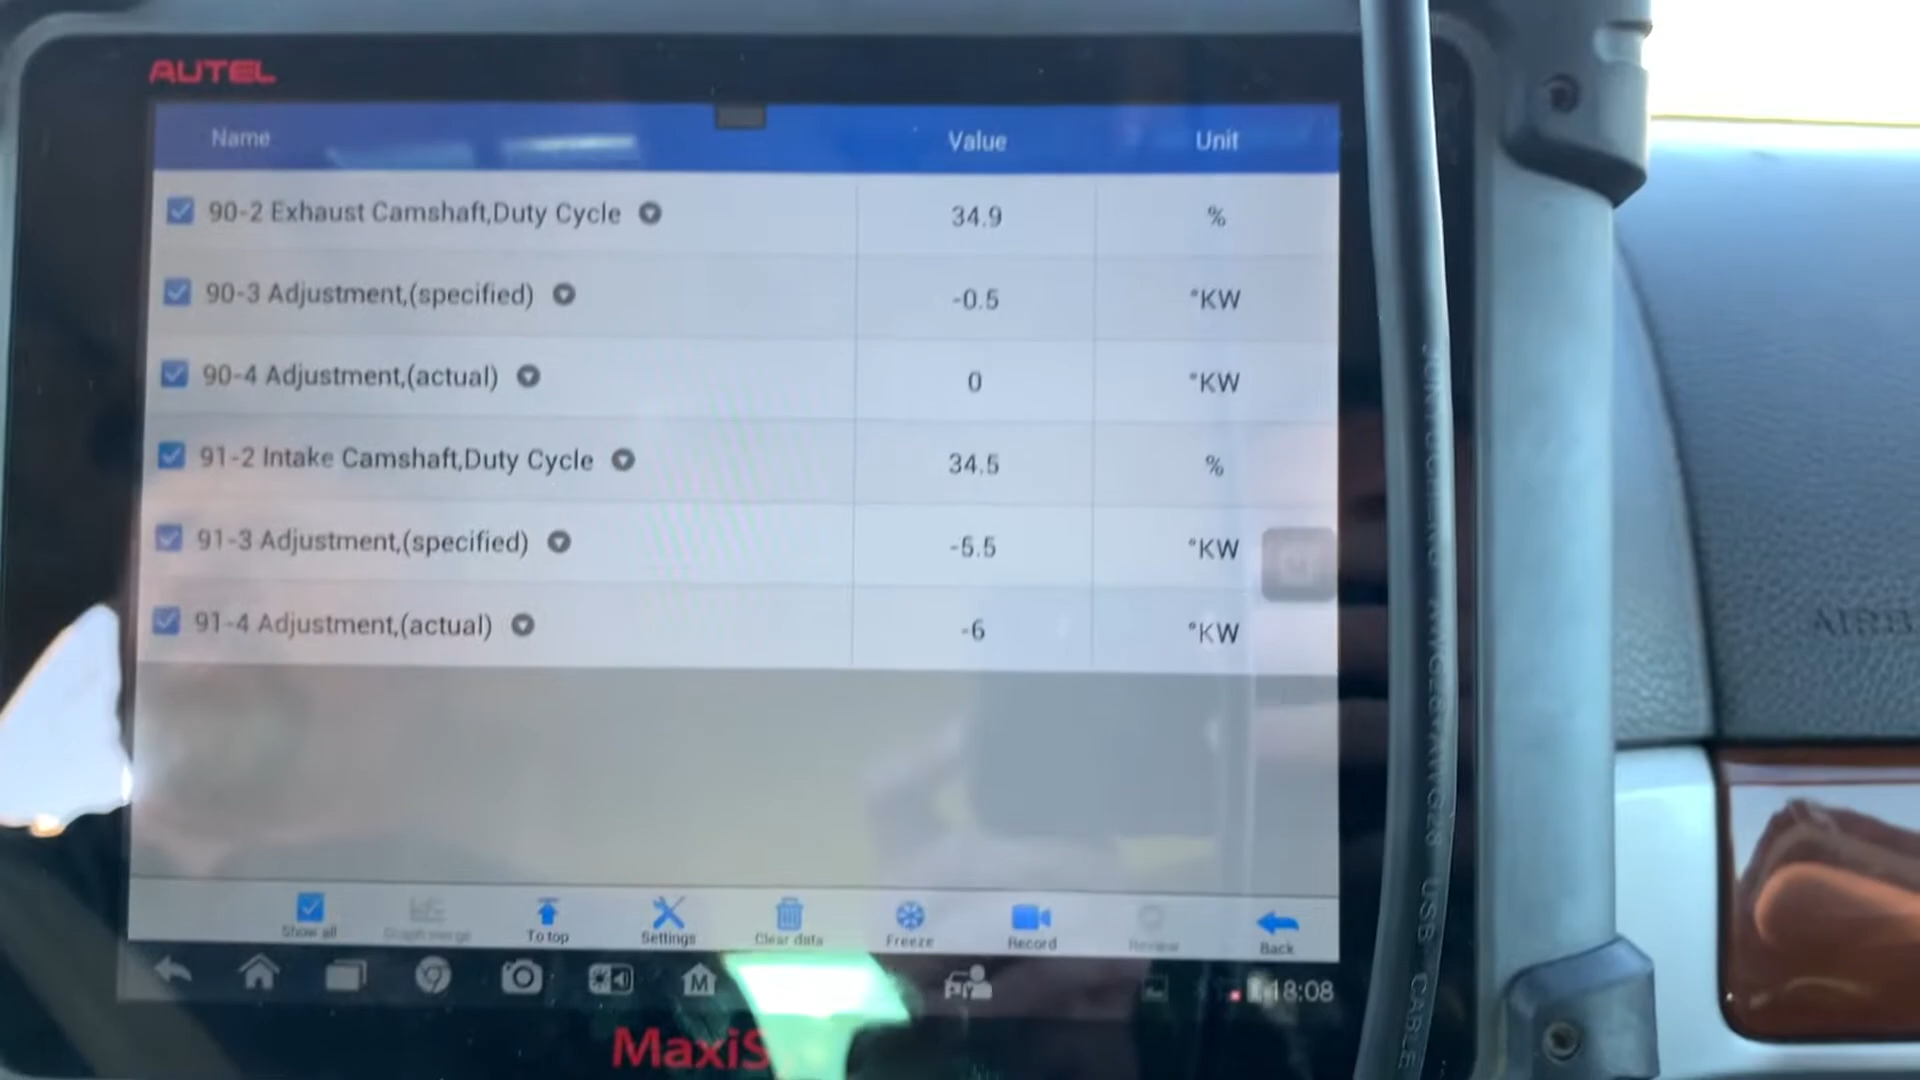 AUTEL
Name Value Unit
90-2 Exhaust Camshaft,Duty Cycle 34.9 %
90-3 Adjustment,(specified) -0.5 °KW
90-4 Adjustment,(actual) 0 °KW
91-2 Intake Camshaft,Duty Cycle 34.5 %
91-3 Adjustment,(specified) -5.5 °KW
91-4 Adjustment,(actual) -6 °KW
Show all Graph merge To top Settings Clear data Freeze Record Review Back
M
18:08
MaxiS
USB CABLE